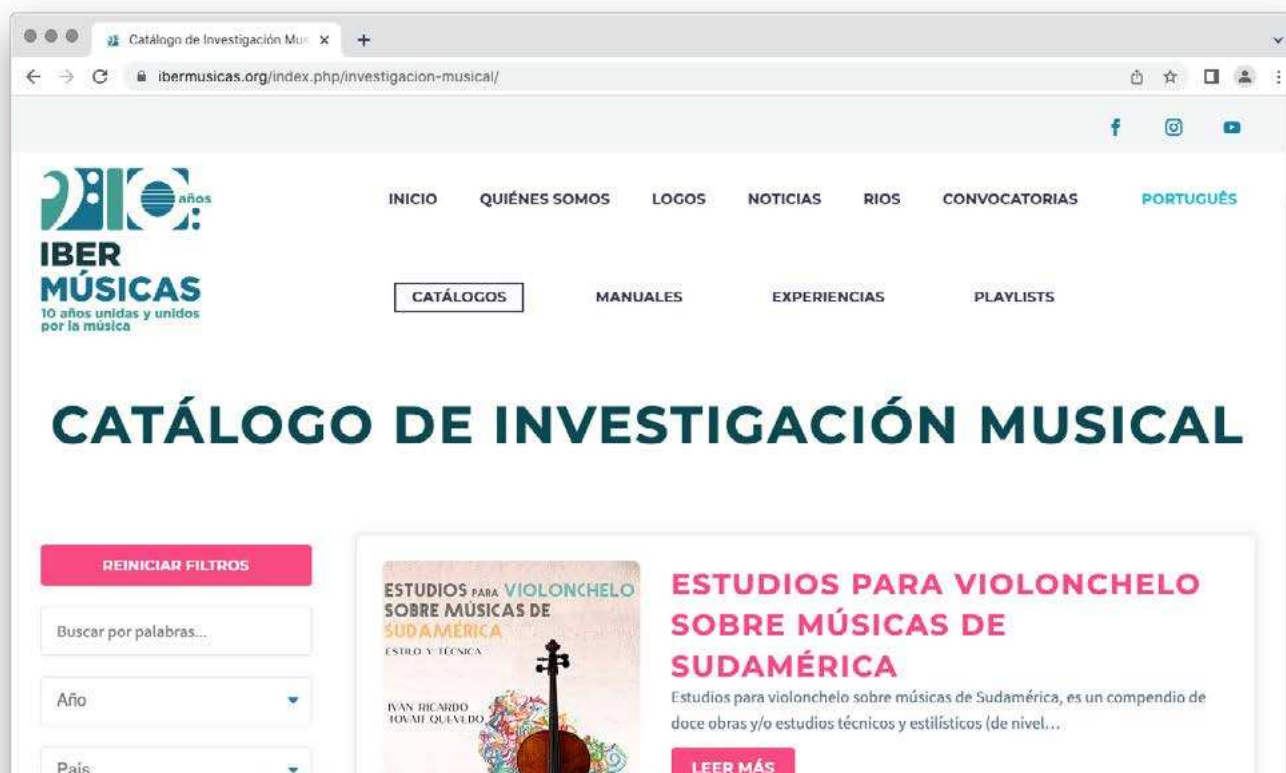 Catálogo de Investigación Mus
ibermusicas.org/index.php/investigacion-musical/
años
IBER
MÚSICAS
10 años unidas y unidos
por la música
INICIO QUIÉNES SOMOS LOGOS NOTICIAS RIOS CONVOCATORIAS PORTUGUÊS
CATÁLOGOS MANUALES EXPERIENCIAS PLAYLISTS
CATÁLOGO DE INVESTIGACIÓN MUSICAL
REINICIAR FILTROS
Buscar por palabras...
Año
País
ESTUDIOS PARA VIOLONCHELO
SOBRE MÚSICAS DE
SUDAMÉRICA
ESTILO Y TÉCNICA
IVAN RICARDO
TOVAR QUEVEDO
ESTUDIOS PARA VIOLONCHELO
SOBRE MÚSICAS DE
SUDAMÉRICA
Estudios para violonchelo sobre músicas de Sudamérica, es un compendio de
doce obras y/o estudios técnicos y estilísticos (de nivel...
LEER MÁS